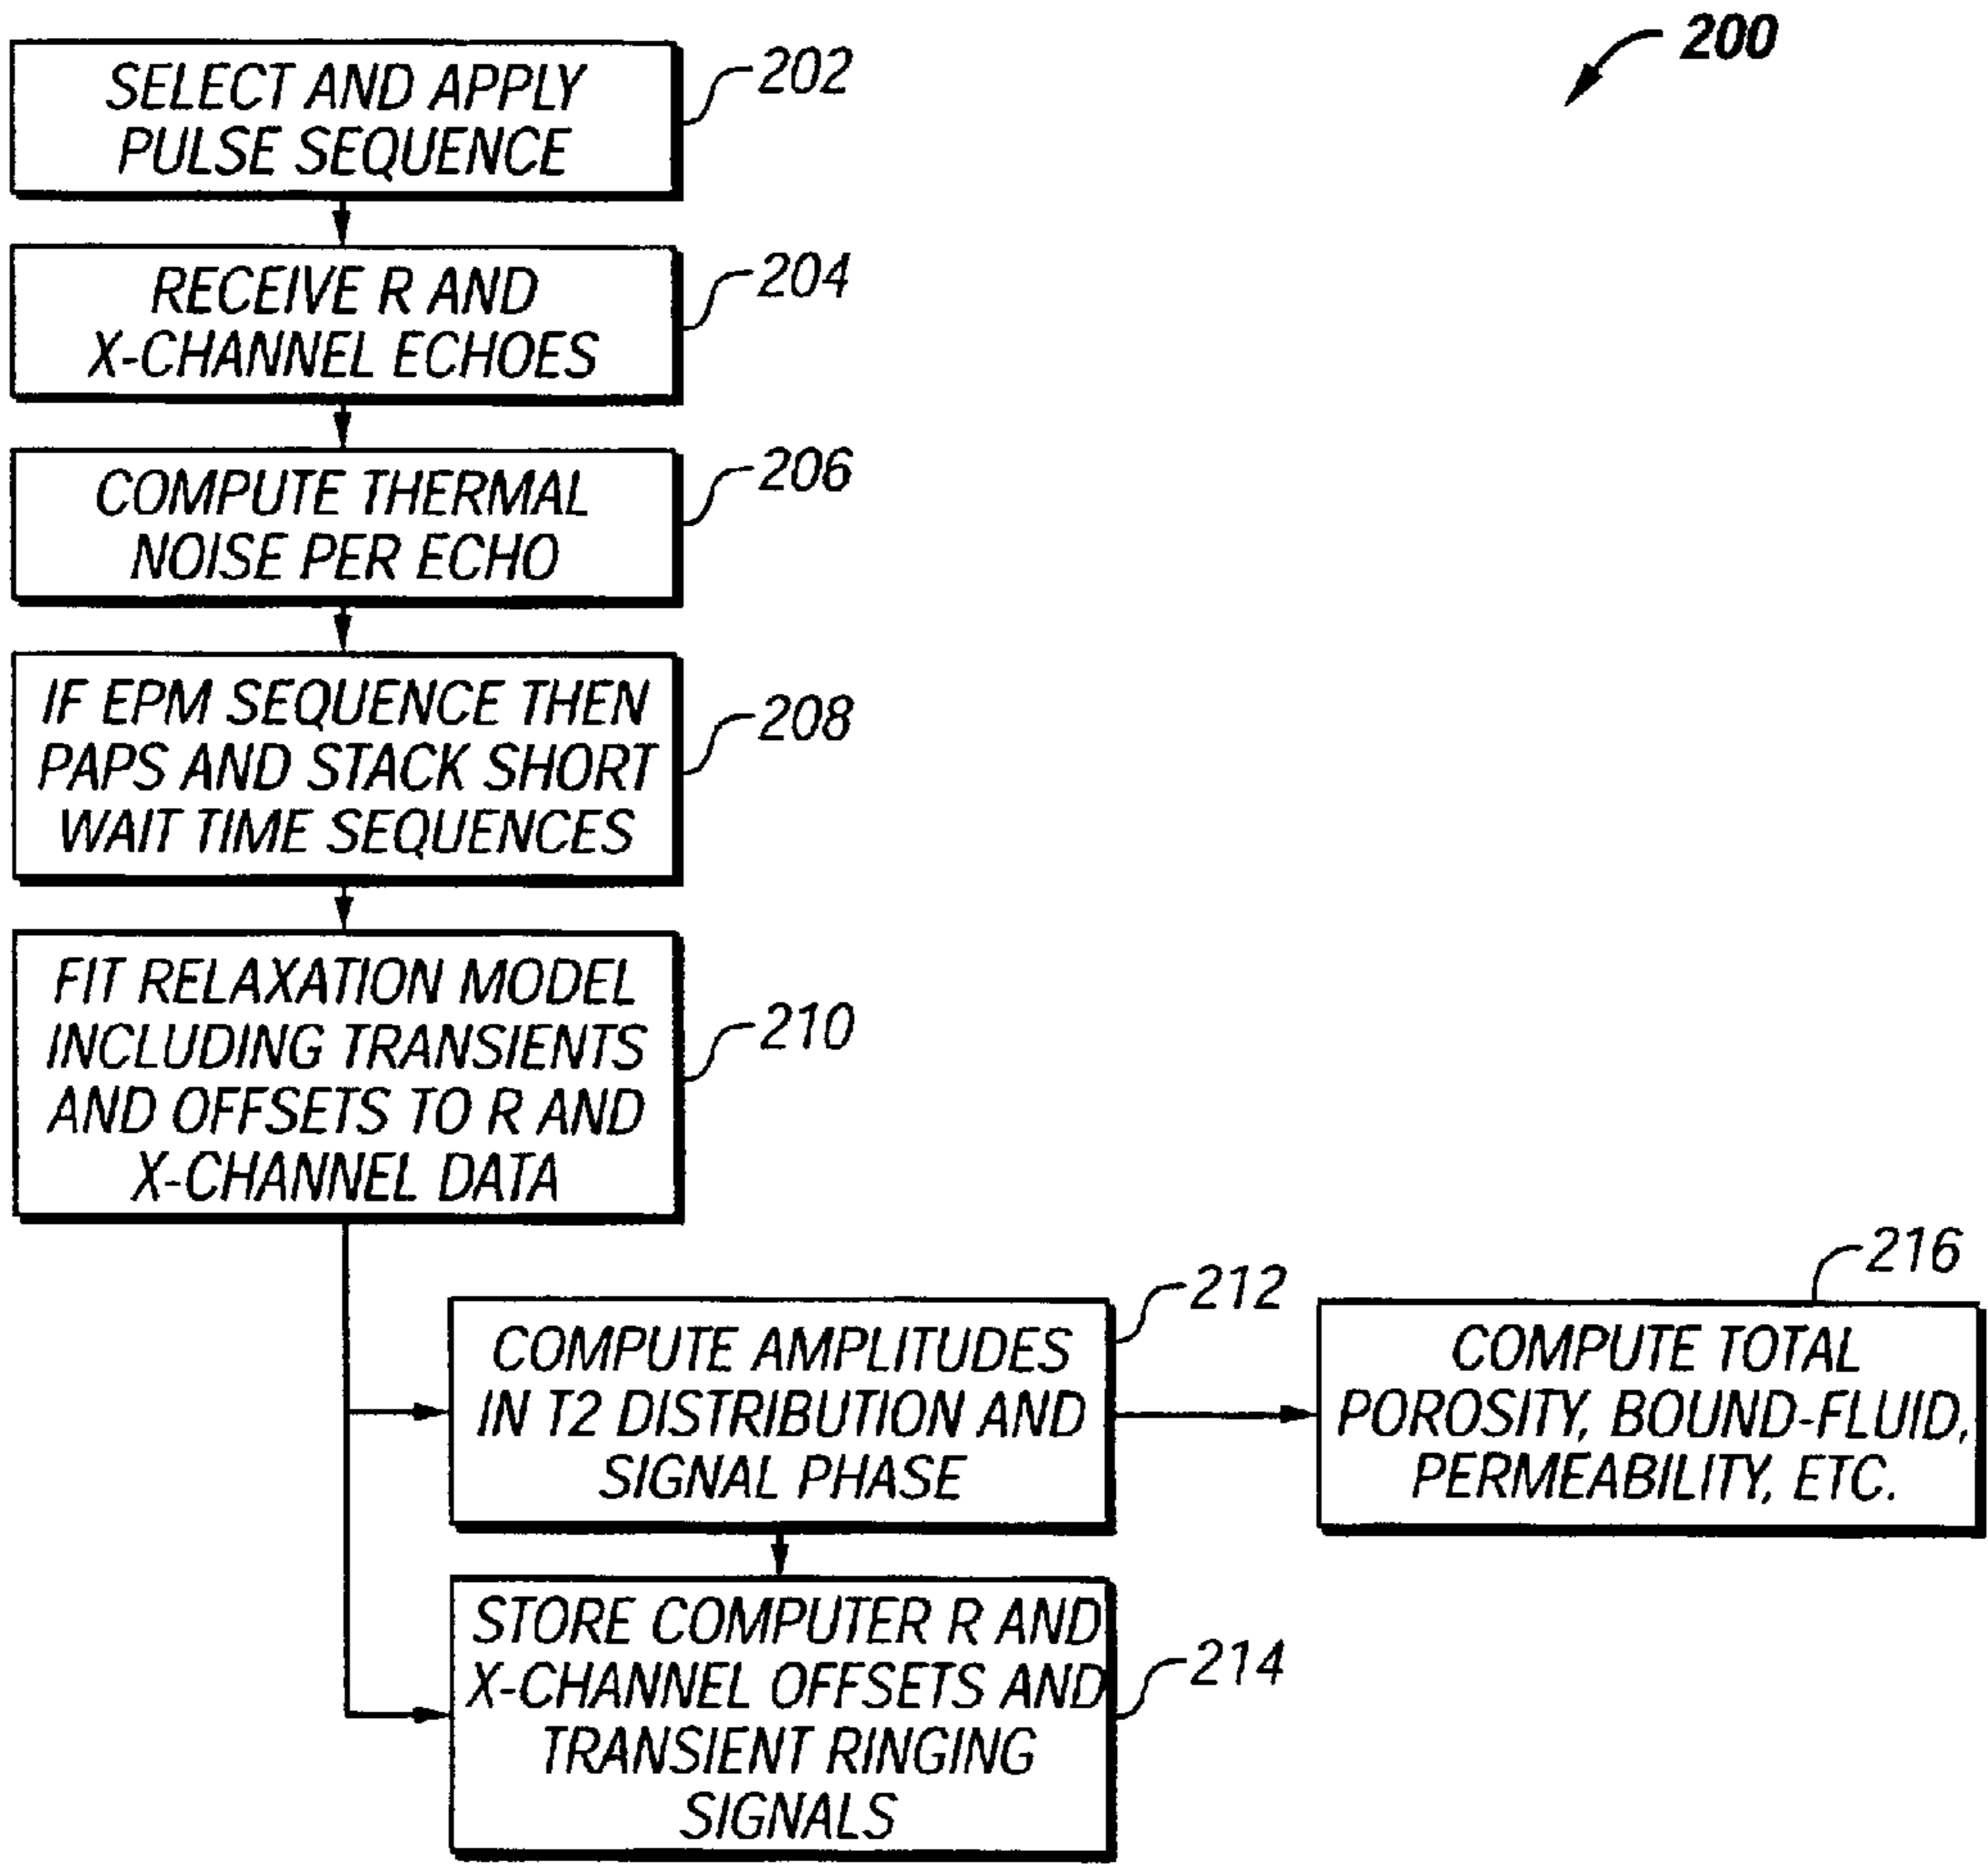 200
SELECT AND APPLY
PULSE SEQUENCE
202
RECEIVE R AND
X-CHANNEL ECHOES
204
COMPUTE THERMAL
NOISE PER ECHO
206
IF EPM SEQUENCE THEN
PAPS AND STACK SHORT
WAIT TIME SEQUENCES
208
FIT RELAXATION MODEL
INCLUDING TRANSIENTS
AND OFFSETS TO R AND
X-CHANNEL DATA
210
COMPUTE AMPLITUDES
IN T2 DISTRIBUTION AND
SIGNAL PHASE
212
COMPUTE TOTAL
POROSITY, BOUND-FLUID,
PERMEABILITY, ETC.
216
STORE COMPUTER R AND
X-CHANNEL OFFSETS AND
TRANSIENT RINGING
SIGNALS
214